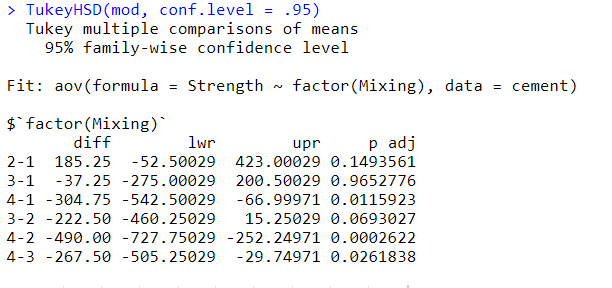 > TukeyHSD(mod, conf.level = .95)
  Tukey multiple comparisons of means
    95% family-wise confidence level

Fit: aov(formula = Strength ~ factor(Mixing), data = cement)

$`factor(Mixing)`
       diff        lwr        upr     p adj
2-1  185.25  -52.50029  423.00029 0.1493561
3-1  -37.25 -275.00029  200.50029 0.9652776
4-1 -304.75 -542.50029  -66.99971 0.0115923
3-2 -222.50 -460.25029   15.25029 0.0693027
4-2 -490.00 -727.75029 -252.24971 0.0002622
4-3 -267.50 -505.25029  -29.74971 0.0261838